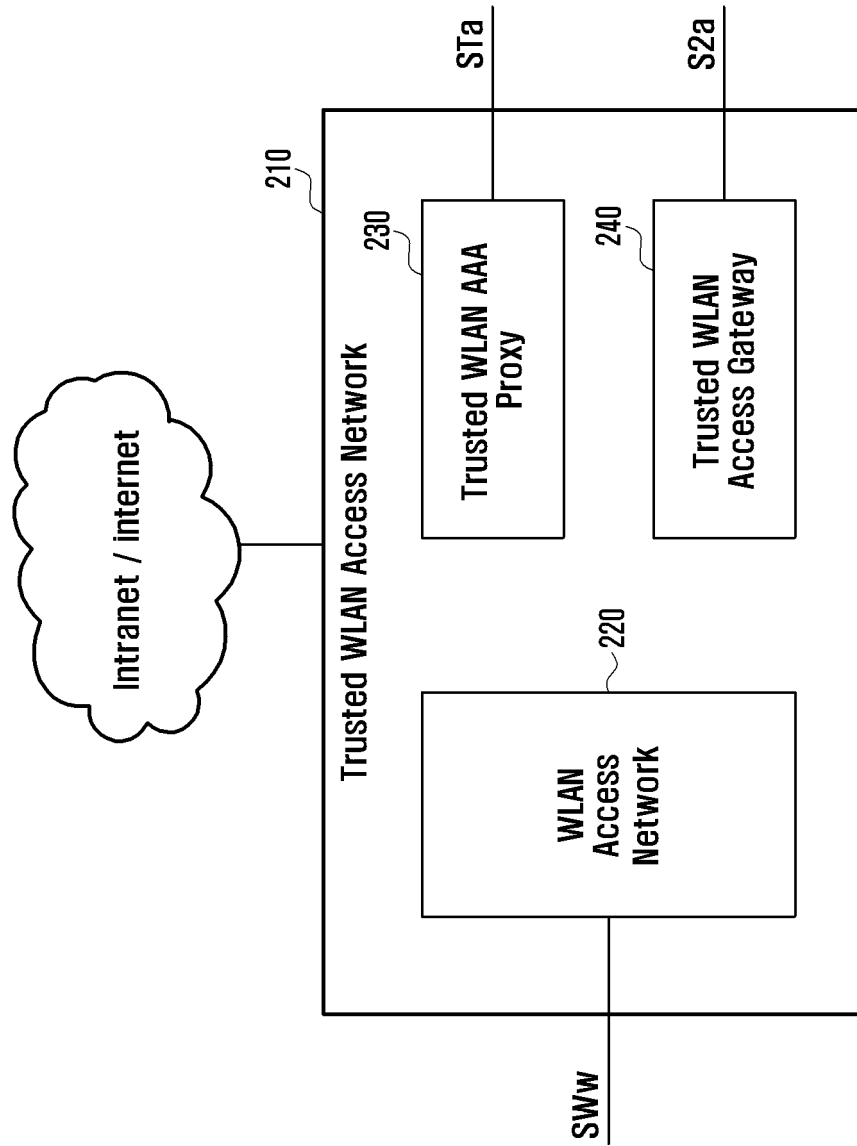 Intranet / internet
210
Trusted WLAN Access Network
SWw
WLAN
Access
Network
220
230
Trusted WLAN AAA
Proxy
STa
240
Trusted WLAN
Access Gateway
S2a